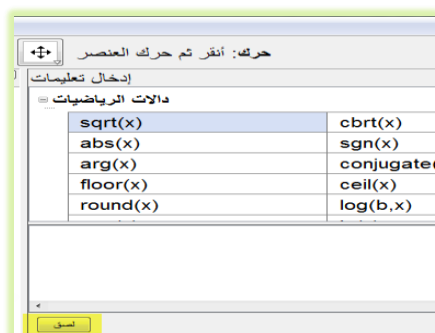 حرك: أنقر ثم حرك العنصر
إدخال تعليمات
دالات الرياضيات
sqrt(x) cbrt(x)
abs(x) sgn(x)
arg(x) conjugate(
floor(x) ceil(x)
round(x) log(b,x)
لصق